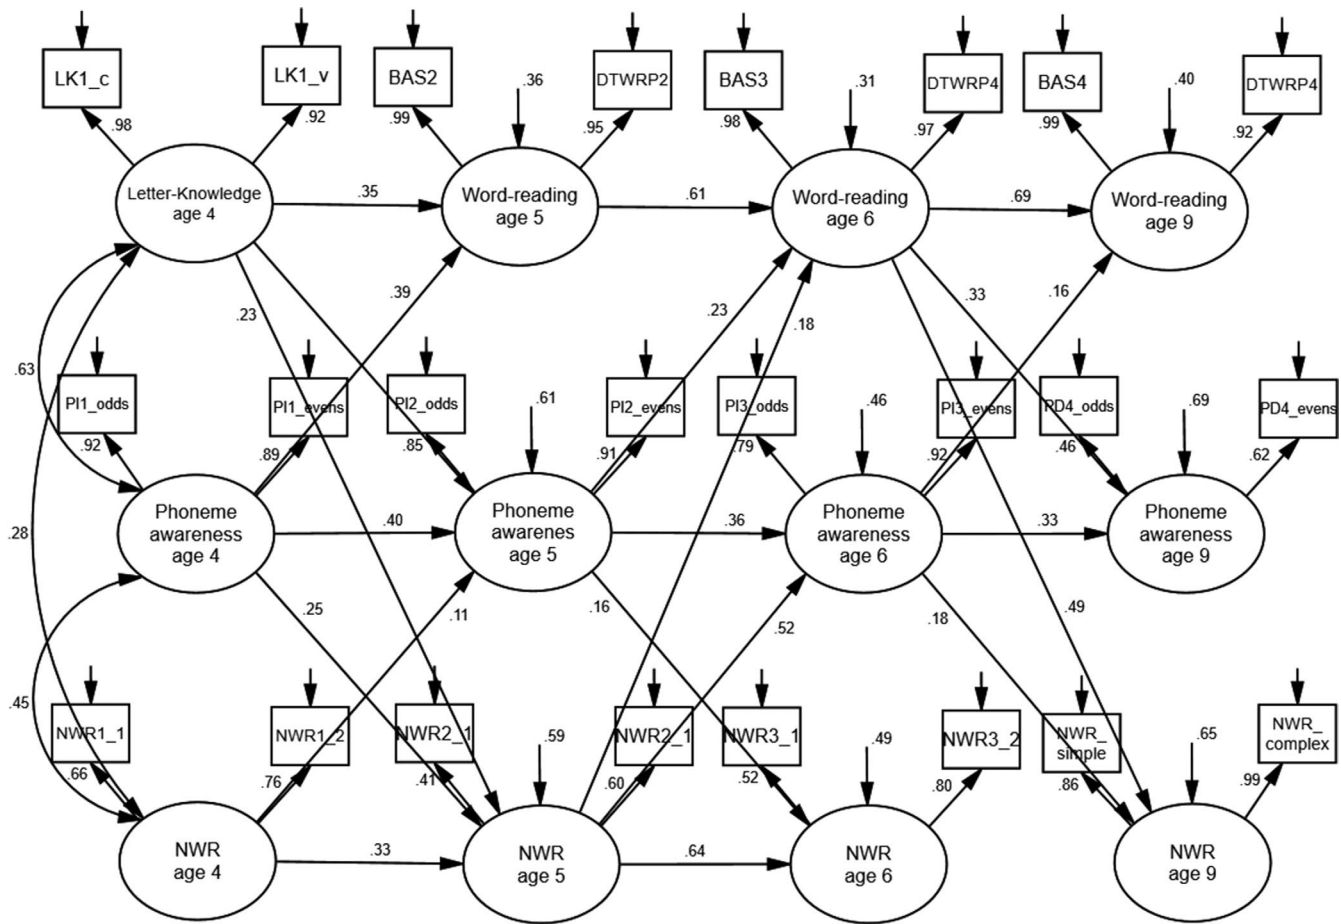 LK1_c
LK1_v
BAS2
DTWRP2
BAS3
DTWRP4
BAS4
DTWRP4
.36
.31
.40
.98
.92
.99
.95
.98
.97
.99
.92
Letter-Knowledge
age 4
.35
Word-reading
age 5
.61
Word-reading
age 6
.69
Word-reading
age 9
.23
.39
.23
.18
.33
.16
.63
PI1_odds
PI1_evens
PI2_odds
.61
PI2_evens
PI3_odds
.46
PI3_evens
PD4_odds
.69
PD4_evens
.92
.89
.85
.91
.79
.92
.46
.62
Phoneme
awareness
age 4
.40
Phoneme
awarenes
age 5
.36
Phoneme
awareness
age 6
.33
Phoneme
awareness
age 9
.28
.25
.11
.16
.52
.18
.49
.45
NWR1_1
NWR1_2
NWR2_1
.59
NWR2_1
NWR3_1
.49
NWR3_2
NWR_
simple
.65
NWR_
complex
.66
.76
.41
.60
.52
.80
.86
.99
NWR
age 4
.33
NWR
age 5
.64
NWR
age 6
NWR
age 9